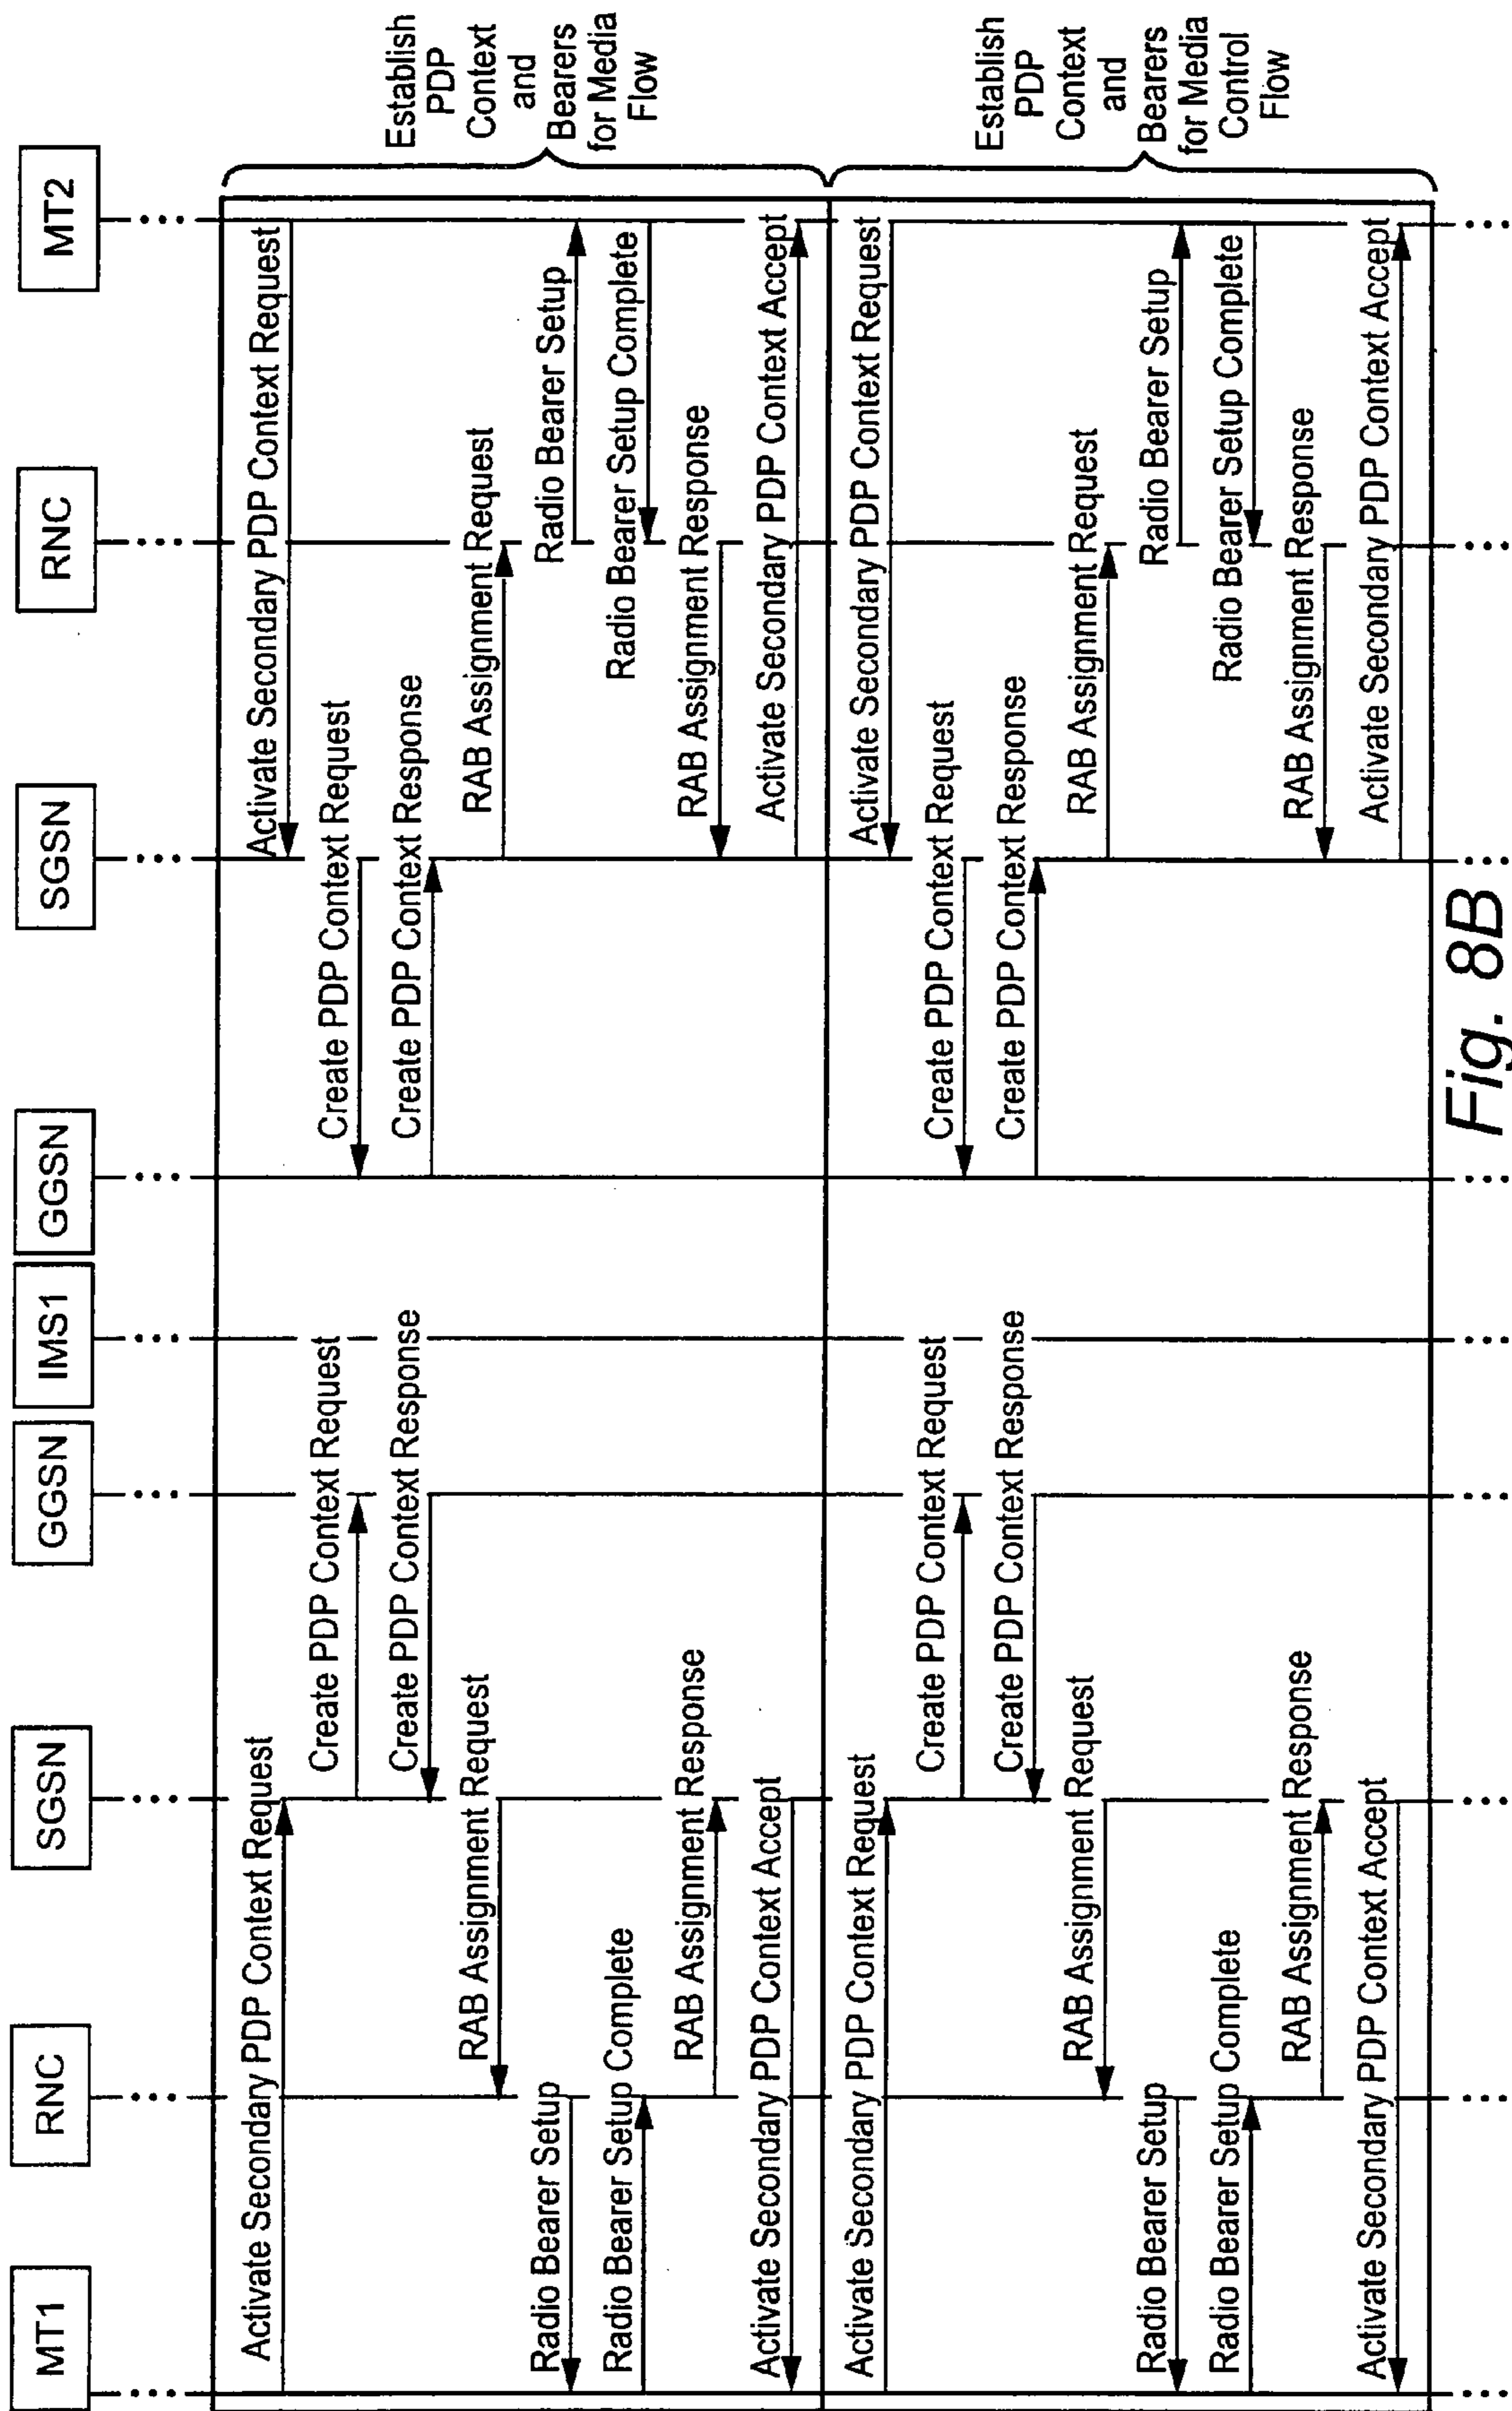 MT1
RNC
SGSN
GGSN
IMS1
GGSN
SGSN
RNC
MT2
Activate Secondary PDP Context Request
Activate Secondary PDP Context Request
Create PDP Context Request
Create PDP Context Request
Create PDP Context Response
Create PDP Context Response
RAB Assignment Request
RAB Assignment Request
Radio Bearer Setup
Radio Bearer Setup
Radio Bearer Setup Complete
Radio Bearer Setup Complete
RAB Assignment Response
RAB Assignment Response
Activate Secondary PDP Context Accept
Activate Secondary PDP Context Accept
Establish
PDP
Context
and
Bearers
for Media
Flow
Activate Secondary PDP Context Request
Activate Secondary PDP Context Request
Create PDP Context Request
Create PDP Context Request
Create PDP Context Response
Create PDP Context Response
RAB Assignment Request
RAB Assignment Request
Radio Bearer Setup
Radio Bearer Setup
Radio Bearer Setup Complete
Radio Bearer Setup Complete
RAB Assignment Response
RAB Assignment Response
Activate Secondary PDP Context Accept
Activate Secondary PDP Context Accept
Establish
PDP
Context
and
Bearers
for Media
Control
Flow
Fig. 8B